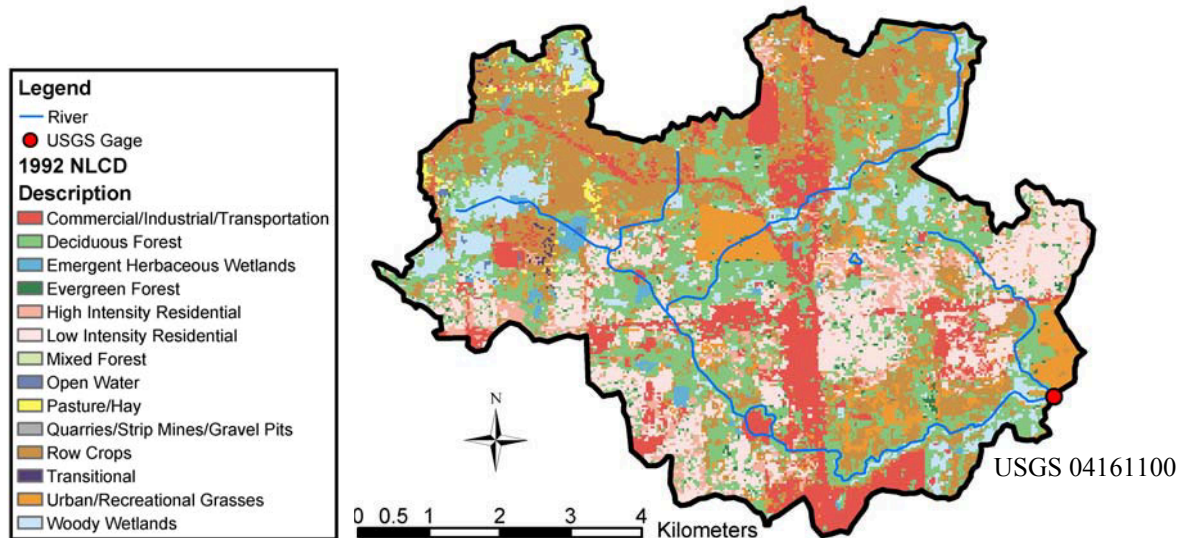 Legend
River
USGS Gage
1992 NLCD
Description
Commercial/Industrial/Transportation
Deciduous Forest
Emergent Herbaceous Wetlands
Evergreen Forest
High Intensity Residential
Low Intensity Residential
Mixed Forest
Open Water
Pasture/Hay
Quarries/Strip Mines/Gravel Pits
Row Crops
Transitional
Urban/Recreational Grasses
Woody Wetlands
N
USGS 04161100
0 0.5 1 2 3 4
Kilometers